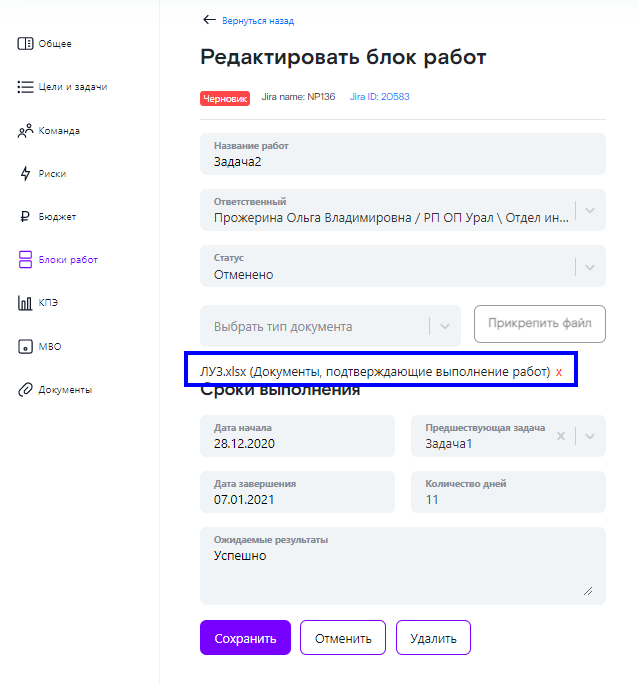 Вернуться назад
Общее
Цели и задачи
Команда
Риски
Бюджет
Блоки работ
КПЭ
МВО
Документы
Редактировать блок работ
Черновик Jira name: NP136 Jira ID: 20583
Название работ
Задача2
Ответственный
Прожерина Ольга Владимировна / РП ОП Урал \ Отдел ин...
Статус
Отменено
Выбрать тип документа
Прикрепить файл
ЛУЗ.xlsx (Документы, подтверждающие выполнение работ) x
Сроки выполнения
Дата начала
28.12.2020
Предшествующая задача
Задача1
Дата завершения
07.01.2021
Количество дней
11
Ожидаемые результаты
Успешно
Сохранить Отменить Удалить